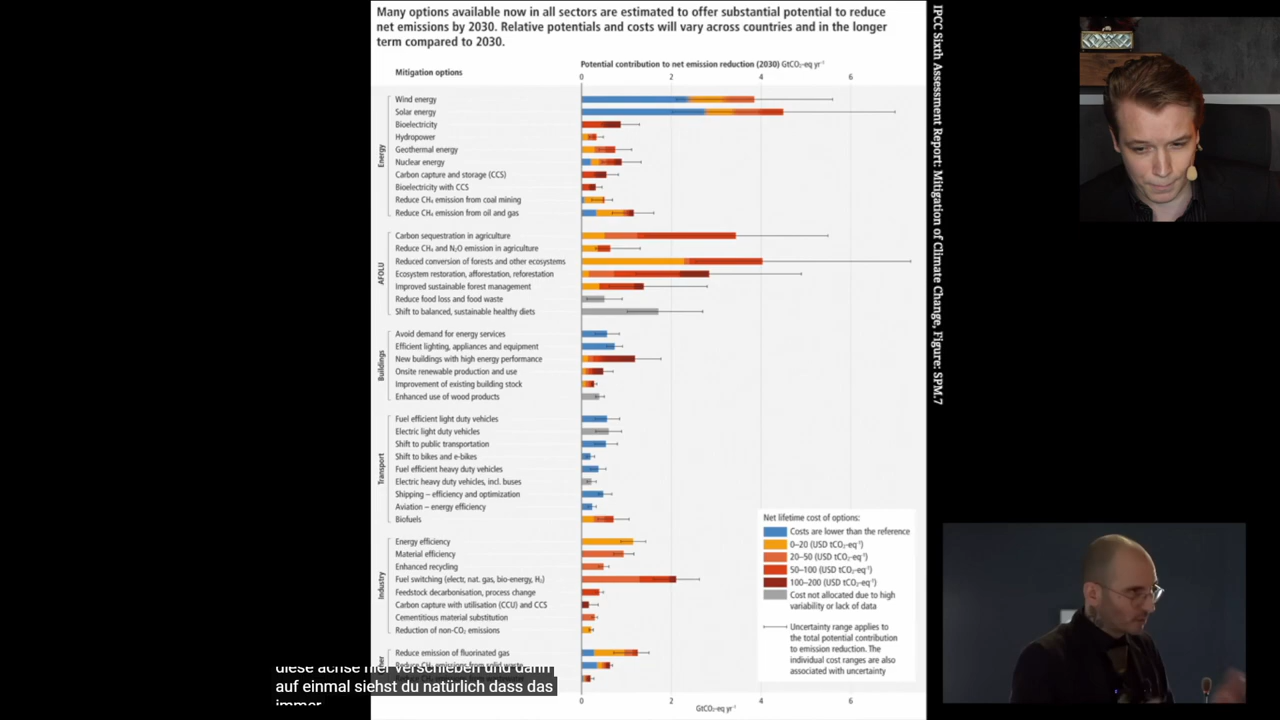 Many options available now in all sectors are estimated to offer substantial potential to reduce
net emissions by 2030. Relative potentials and costs will vary across countries and in the longer
term compared to 2030.
Mitigation options
Potential contribution to net emission reduction (2030) GtCO₂-eq yr⁻¹
0 2 4 6
Energy
Wind energy
Solar energy
Bioelectricity
Hydropower
Geothermal energy
Nuclear energy
Carbon capture and storage (CCS)
Bioelectricity with CCS
Reduce CH₄ emission from coal mining
Reduce CH₄ emission from oil and gas
AFOLU
Carbon sequestration in agriculture
Reduce CH₄ and N₂O emission in agriculture
Reduced conversion of forests and other ecosystems
Ecosystem restoration, afforestation, reforestation
Improved sustainable forest management
Reduce food loss and food waste
Shift to balanced, sustainable healthy diets
Buildings
Avoid demand for energy services
Efficient lighting, appliances and equipment
New buildings with high energy performance
Onsite renewable production and use
Improvement of existing building stock
Enhanced use of wood products
Transport
Fuel efficient light duty vehicles
Electric light duty vehicles
Shift to public transportation
Shift to bikes and e-bikes
Fuel efficient heavy duty vehicles
Electric heavy duty vehicles, incl. buses
Shipping – efficiency and optimization
Aviation – energy efficiency
Biofuels
Industry
Energy efficiency
Material efficiency
Enhanced recycling
Fuel switching (electr, nat. gas, bio-energy, H₂)
Feedstock decarbonisation, process change
Carbon capture with utilisation (CCU) and CCS
Cementitious material substitution
Reduction of non-CO₂ emissions
Reduce emission of fluorinated gas
Reduce CH₄ emissions from solid waste
0 2 4 6
GtCO₂-eq yr⁻¹
Net lifetime cost of options:
Costs are lower than the reference
0–20 (USD tCO₂-eq⁻¹)
20–50 (USD tCO₂-eq⁻¹)
50–100 (USD tCO₂-eq⁻¹)
100–200 (USD tCO₂-eq⁻¹)
Cost not allocated due to high
variability or lack of data
Uncertainty range applies to
the total potential contribution
to emission reduction. The
individual cost ranges are also
associated with uncertainty
IPCC Sixth Assessment Report: Mitigation of Climate Change, Figure: SPM.7
diese achse hier verschieben und dann
auf einmal siehst du natürlich dass das
immer